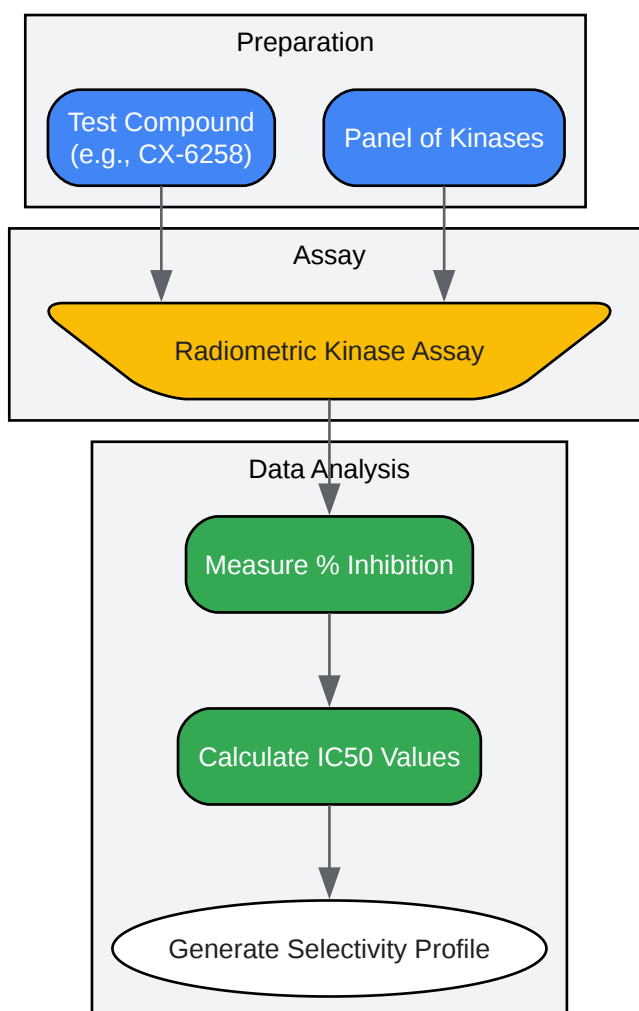 Preparation
Test Compound
(e.g., CX-6258)
Panel of Kinases
Assay
Radiometric Kinase Assay
Data Analysis
Measure % Inhibition
Calculate IC50 Values
Generate Selectivity Profile